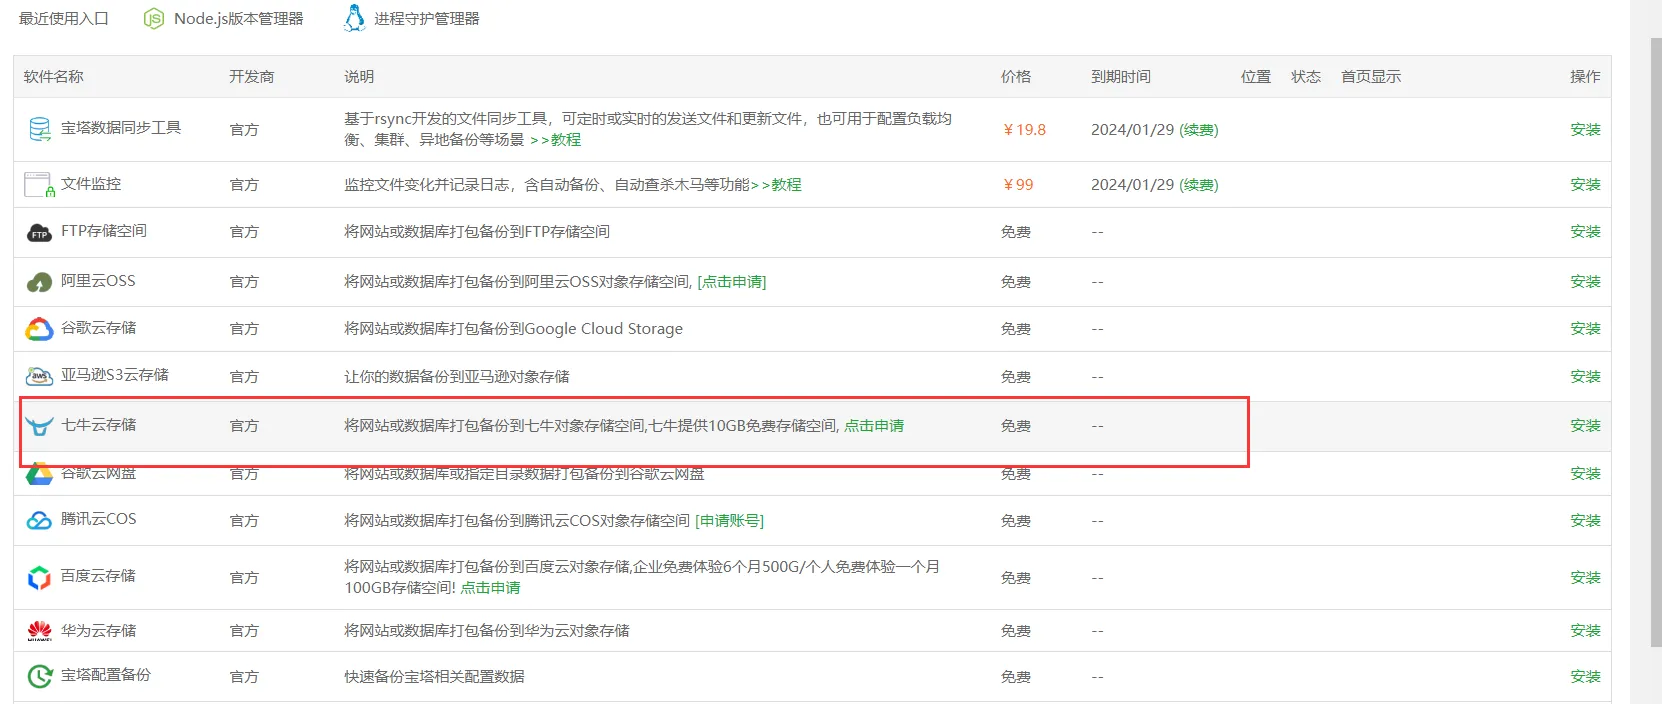 最近使用入口 Node.js版本管理器 进程守护管理器
软件名称 开发商 说明 价格 到期时间 位置 状态 首页显示 操作
宝塔数据同步工具 官方 基于rsync开发的文件同步工具，可定时或实时的发送文件和更新文件，也可用于配置负载均
衡、集群、异地备份等场景 >>教程 ￥19.8 2024/01/29 (续费) 安装
文件监控 官方 监控文件变化并记录日志，含自动备份、自动查杀木马等功能>>教程 ￥99 2024/01/29 (续费) 安装
FTP FTP存储空间 官方 将网站或数据库打包备份到FTP存储空间 免费 -- 安装
阿里云OSS 官方 将网站或数据库打包备份到阿里云OSS对象存储空间, [点击申请] 免费 -- 安装
谷歌云存储 官方 将网站或数据库打包备份到Google Cloud Storage 免费 -- 安装
aws 亚马逊S3云存储 官方 让你的数据备份到亚马逊对象存储 免费 -- 安装
七牛云存储 官方 将网站或数据库打包备份到七牛对象存储空间,七牛提供10GB免费存储空间, 点击申请 免费 -- 安装
谷歌云网盘 官方 将网站或数据库或指定目录数据打包备份到谷歌云网盘 免费 -- 安装
腾讯云COS 官方 将网站或数据库打包备份到腾讯云COS对象存储空间 [申请账号] 免费 -- 安装
百度云存储 官方 将网站或数据库打包备份到百度云对象存储,企业免费体验6个月500G/个人免费体验一个月
100GB存储空间! 点击申请 免费 -- 安装
HUAWEI 华为云存储 官方 将网站或数据库打包备份到华为云对象存储 免费 -- 安装
宝塔配置备份 官方 快速备份宝塔相关配置数据 免费 -- 安装